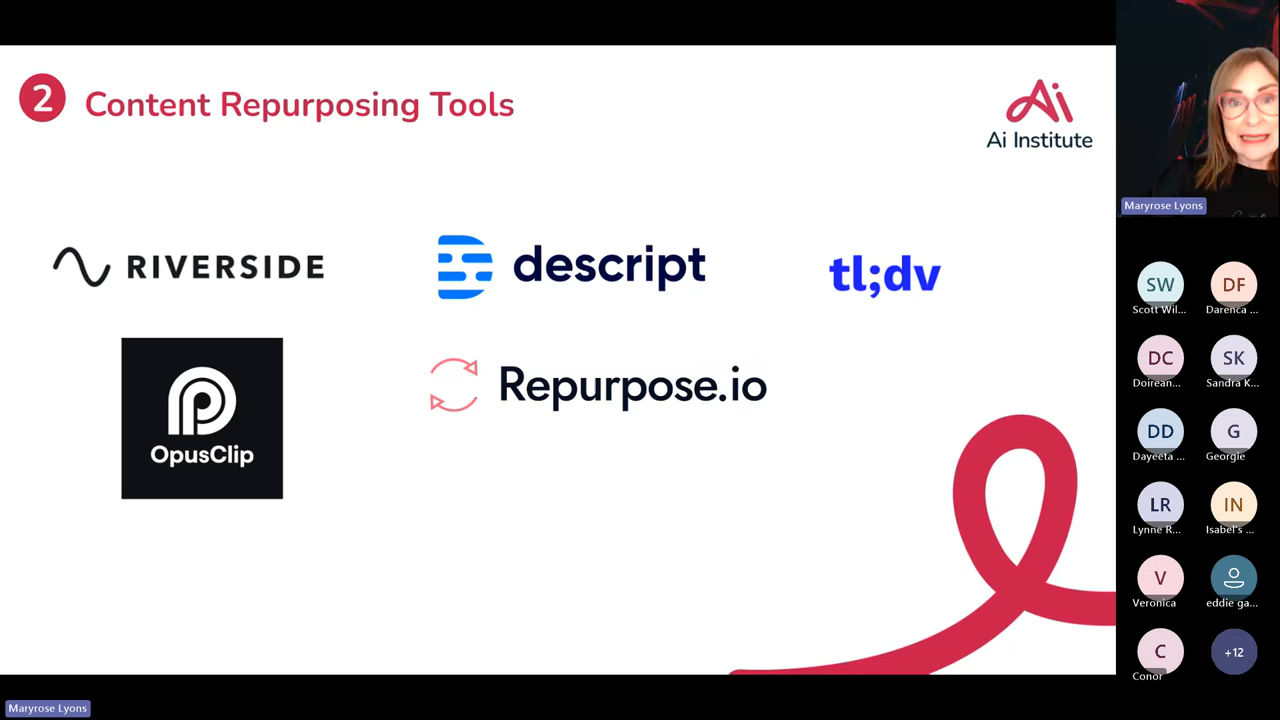 2 Content Repurposing Tools
Ai
Ai Institute
RIVERSIDE
descript
tl;dv
OpusClip
Repurpose.io
Maryrose Lyons
SW
DF
Scott Wil...
Darenca ...
DC
SK
Doirean...
Sandra K...
DD
G
Dayeeta ...
Georgie
LR
IN
Lynne R...
Isabel's ...
V
Veronica
eddie ga...
C
+12
Conor
Maryrose Lyons